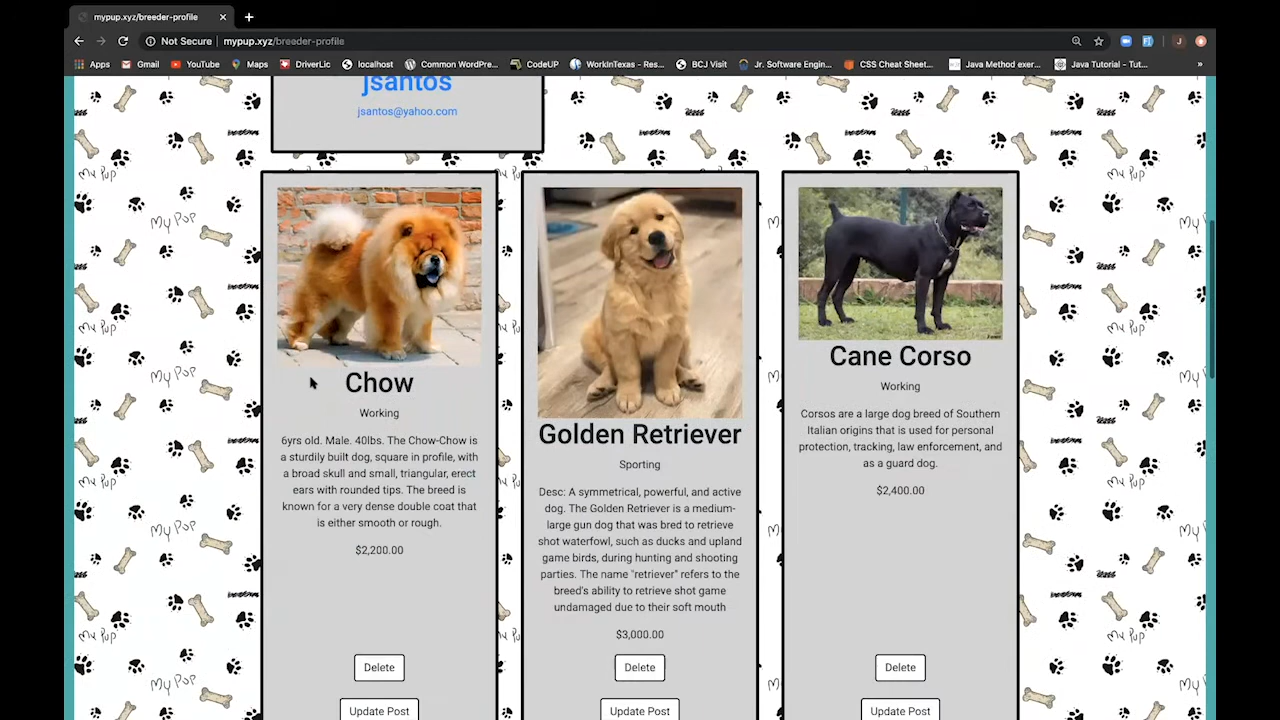 mypup.xyz/breeder-profile
Not Secure | mypup.xyz/breeder-profile
Apps Gmail YouTube Maps DriverLic localhost Common WordPre... CodeUP WorkInTexas - Res... BCJ Visit Jr. Software Engin... CSS Cheat Sheet... Java Method exer... Java Tutorial - Tut... »
jsantos
jsantos@yahoo.com
Chow
Working
6yrs old. Male. 40lbs. The Chow-Chow is
a sturdily built dog, square in profile, with
a broad skull and small, triangular, erect
ears with rounded tips. The breed is
known for a very dense double coat that
is either smooth or rough.
$2,200.00
Delete
Update Post
Golden Retriever
Sporting
Desc: A symmetrical, powerful, and active
dog. The Golden Retriever is a medium-
large gun dog that was bred to retrieve
shot waterfowl, such as ducks and upland
game birds, during hunting and shooting
parties. The name "retriever" refers to the
breed's ability to retrieve shot game
undamaged due to their soft mouth
$3,000.00
Delete
Update Post
Cane Corso
Working
Corsos are a large dog breed of Southern
Italian origins that is used for personal
protection, tracking, law enforcement, and
as a guard dog.
$2,400.00
Delete
Update Post
My Pup